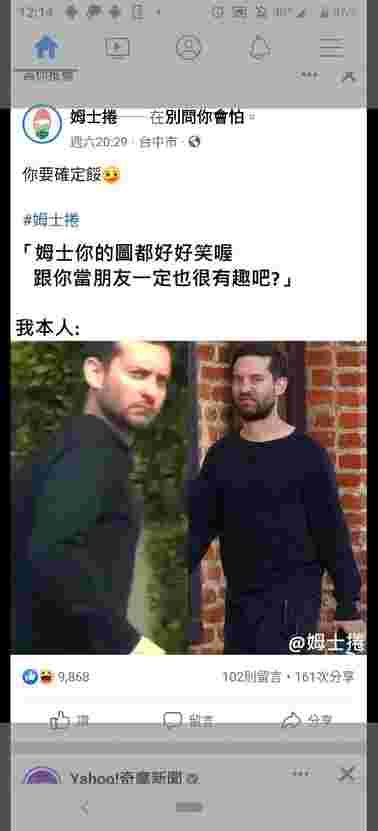 12:14
姆士捲 —— 在別問你會怕。
週六20:29 · 台中市 ·
你要確定餒
#姆士捲
「姆士你的圖都好好笑喔
跟你當朋友一定也很有趣吧?」
我本人:
@姆士捲
9,868 102則留言 · 161次分享
讚 留言 分享
Yahoo!奇摩新聞